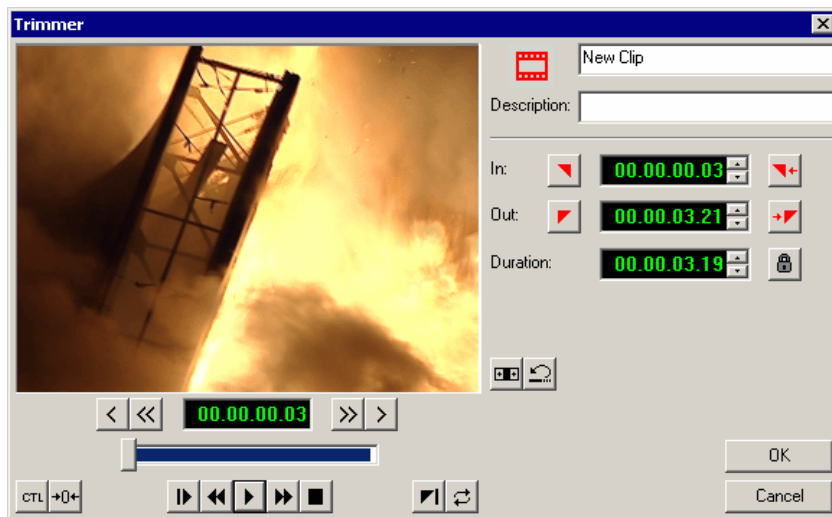 Trimmer
New Clip
Description:
In:
00.00.00.03
Out:
00.00.03.21
Duration:
00.00.03.19
< <<
00.00.00.03
>> >
OK
CTL →0←
Cancel